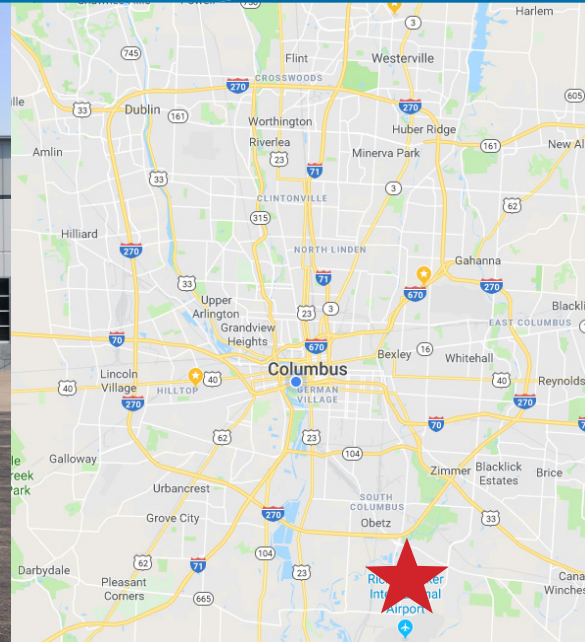 Harlem
3
745
Flint
Westerville
CROSSWOODS
270
33
Dublin
161
270
605
Worthington
Huber Ridge
Riverlea
23
161
Amlin
71
Minerva Park
33
3
62
CLINTONVILLE
315
Hilliard
270
NORTH LINDEN
Gahanna
33
71
670
270
Upper
Arlington
23
3
EAST COLUMBUS
Grandview
Heights
70
670
Bexley
16
Whitehall
Columbus
Lincoln
Village
40
HILLTOP
40
40
Reynolds
GERMAN
VILLAGE
270
270
70
62
23
104
Galloway
Zimmer
Blacklick
Estates
Brice
Urbancrest
SOUTH
COLUMBUS
Grove City
270
Obetz
33
104
62
71
23
Darbydale
Pleasant
Corners
665
Airport